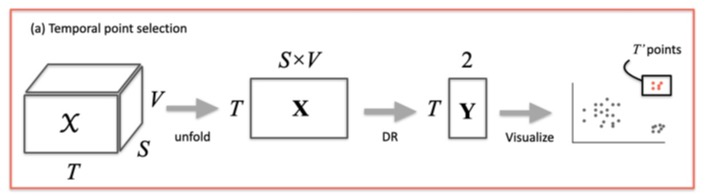 (a) Temporal point selection
𝒳
T
S
V
unfold
T
S×V
X
DR
T
2
Y
Visualize
T' points